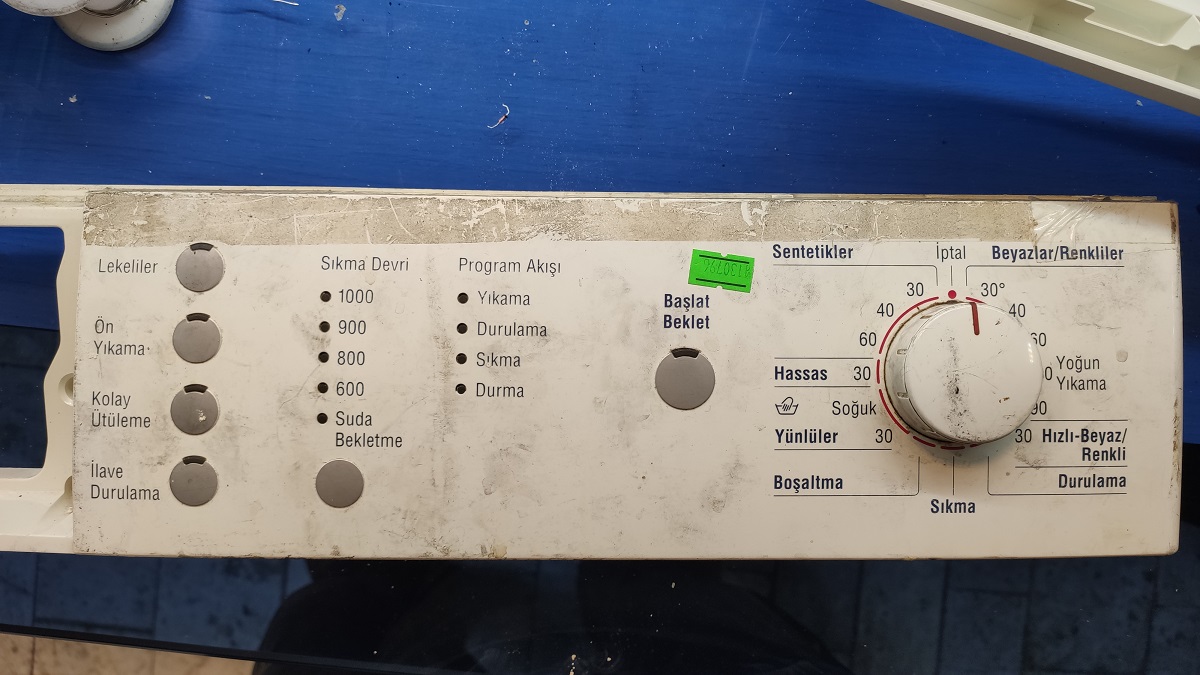 Lekeliler
Ön
Yıkama
Kolay
Ütüleme
İlave
Durulama
Sıkma Devri
1000
900
800
600
Suda
Bekletme
Program Akışı
Yıkama
Durulama
Sıkma
Durma
Başlat
Beklet
Sentetikler
İptal
Beyazlar/Renkliler
30
40
60
Hassas 30
Soğuk
Yünlüler 30
Boşaltma
Sıkma
30°
40
60
Yoğun
Yıkama
90
30 Hızlı-Beyaz/
Renkli
Durulama